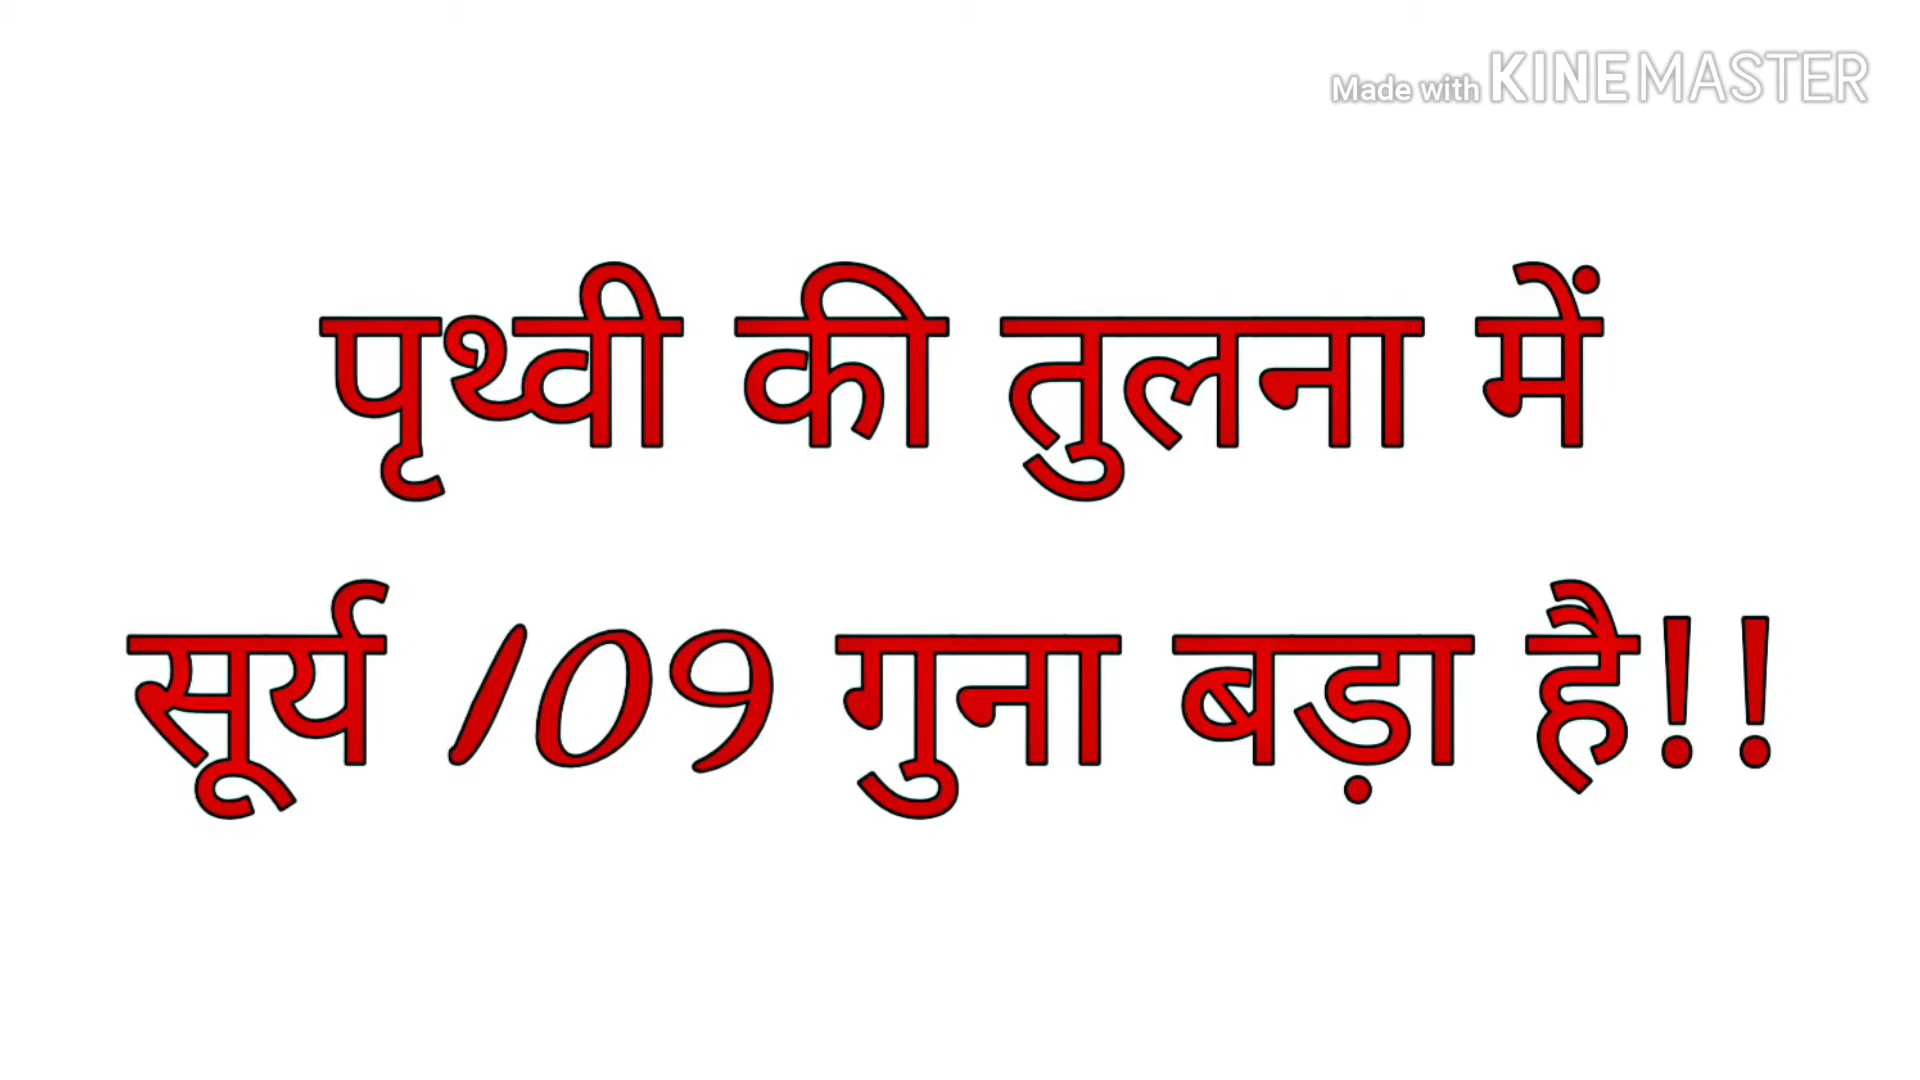 Made with KINEMASTER
पृथ्वी की तुलना में
सूर्य 109 गुना बड़ा है!!